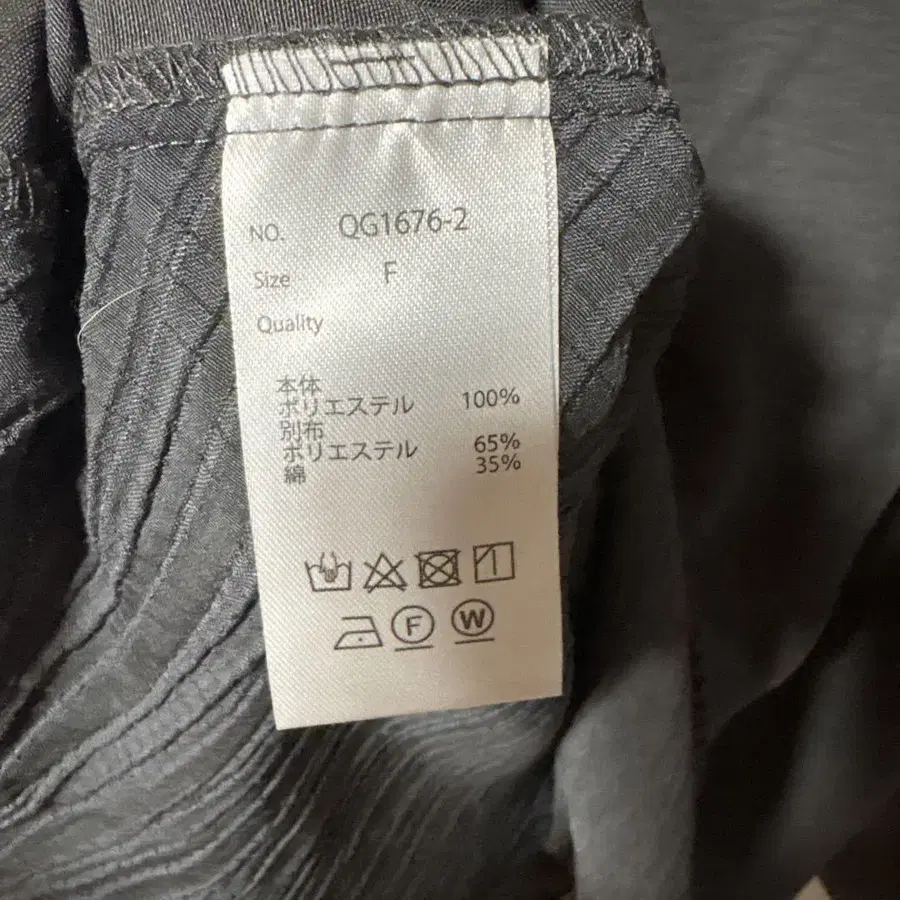 NO. QG1676-2
Size F
Quality
本体
ポリエステル 100%
別布
ポリエステル 65%
綿 35%
F W